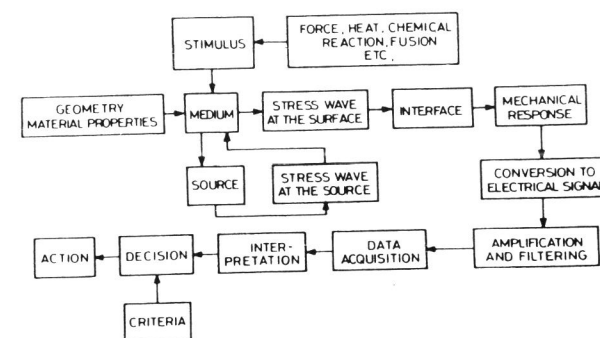 STIMULUS
FORCE, HEAT, CHEMICAL
REACTION, FUSION
ETC.
GEOMETRY
MATERIAL PROPERTIES
MEDIUM
STRESS WAVE
AT THE SURFACE
INTERFACE
MECHANICAL
RESPONSE
SOURCE
STRESS WAVE
AT THE SOURCE
CONVERSION TO
ELECTRICAL SIGNAL
ACTION
DECISION
INTER-
PRETATION
DATA
ACQUISITION
AMPLIFICATION
AND FILTERING
CRITERIA